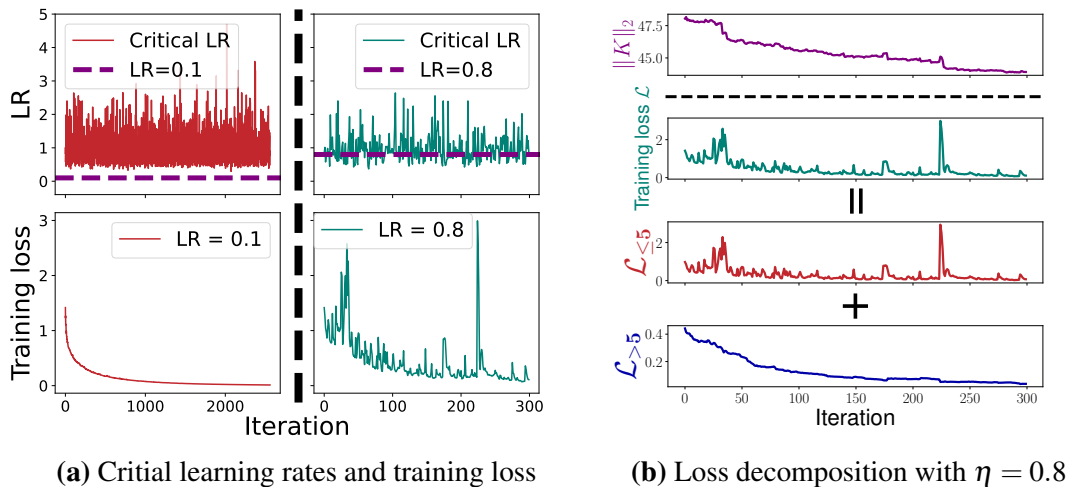 5
4
3
2
1
0
LR
Critical LR
LR=0.1
Critical LR
LR=0.8
3
2
1
0
Training loss
LR = 0.1
LR = 0.8
0 1000 2000
0 100 200 300
Iteration
(a) Critial learning rates and training loss
47.5
45.0
‖K‖₂
Training loss ℒ
2
0
=
ℒ≤5
2
0
+
ℒ>5
0.4
0.2
0 50 100 150 200 250 300
Iteration
(b) Loss decomposition with η = 0.8